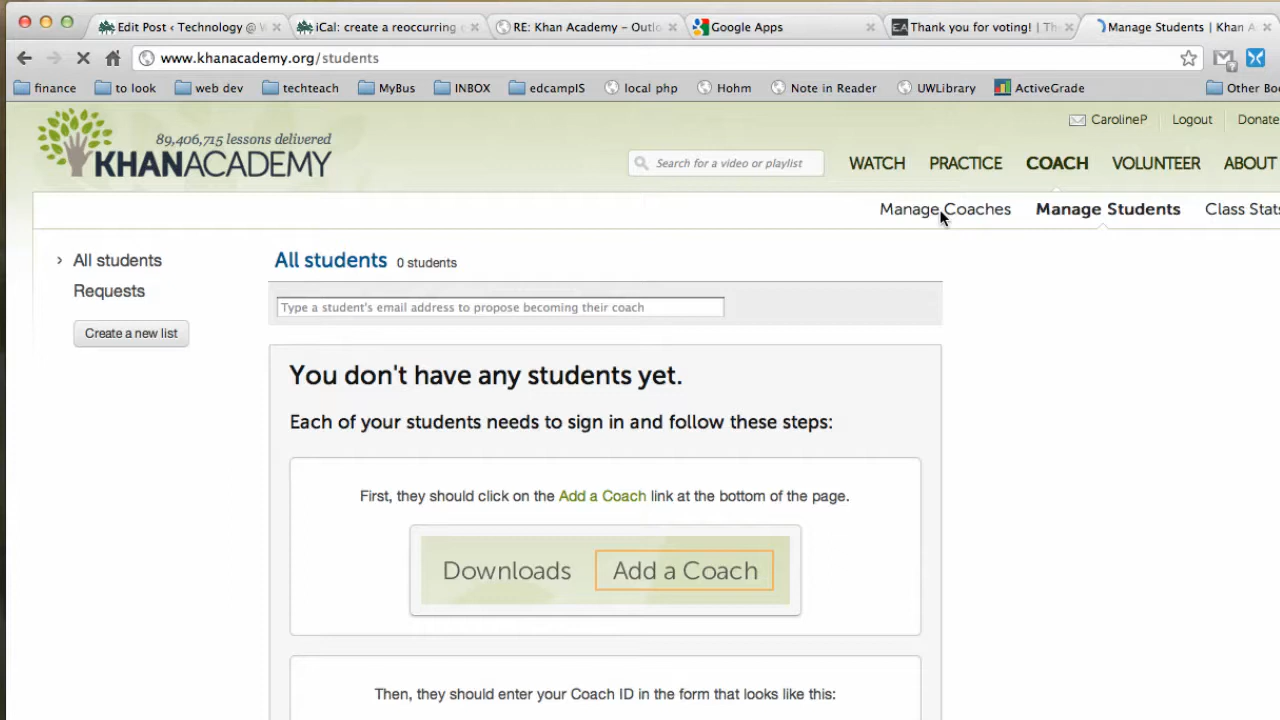 Edit Post ‹ Technology @ W
iCal: create a reoccurring
RE: Khan Academy – Outlo
Google Apps
Thank you for voting! | The
Manage Students | Khan A
www.khanacademy.org/students
finance
to look
web dev
techteach
MyBus
INBOX
edcampIS
local php
Hohm
Note in Reader
UWLibrary
ActiveGrade
Other Bo
CarolineP
Logout
Donate
89,406,715 lessons delivered
KHANACADEMY
Search for a video or playlist
WATCH
PRACTICE
COACH
VOLUNTEER
ABOUT
Manage Coaches
Manage Students
Class Stats
› All students
Requests
Create a new list
All students 0 students
Type a student's email address to propose becoming their coach
You don't have any students yet.
Each of your students needs to sign in and follow these steps:
First, they should click on the Add a Coach link at the bottom of the page.
Downloads Add a Coach
Then, they should enter your Coach ID in the form that looks like this: